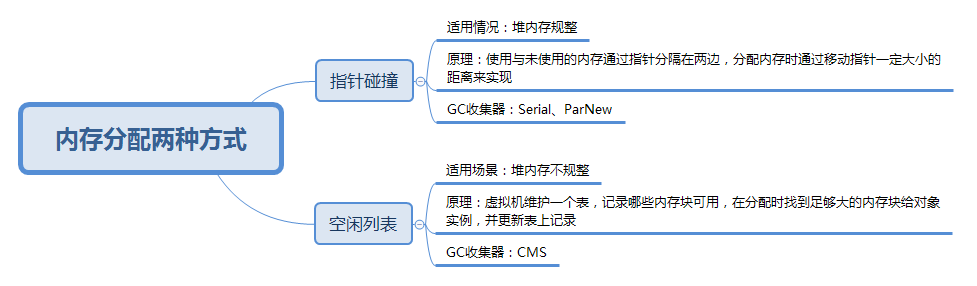 内存分配两种方式
指针碰撞
适用情况：堆内存规整
原理：使用与未使用的内存通过指针分隔在两边，分配内存时通过移动指针一定大小的
距离来实现
GC收集器：Serial、ParNew
空闲列表
适用场景：堆内存不规整
原理：虚拟机维护一个表，记录哪些内存块可用，在分配时找到足够大的内存块给对象
实例，并更新表上记录
GC收集器：CMS